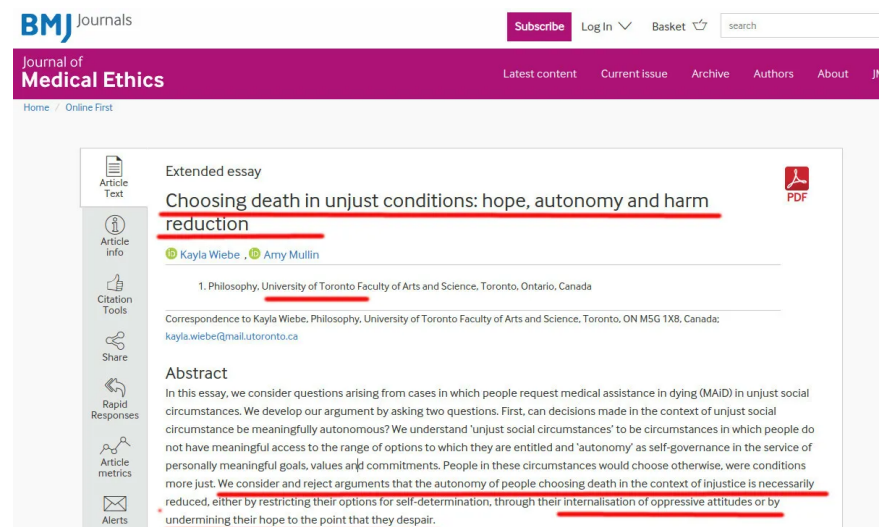 BMJ Journals
Subscribe Log In Basket search
Journal of
Medical Ethics
Latest content Current issue Archive Authors About
Home / Online First
Article
Text
Article
info
Citation
Tools
Share
Rapid
Responses
Article
metrics
Alerts
PDF
Extended essay
Choosing death in unjust conditions: hope, autonomy and harm
reduction
iD Kayla Wiebe , iD Amy Mullin
1. Philosophy, University of Toronto Faculty of Arts and Science, Toronto, Ontario, Canada
Correspondence to Kayla Wiebe, Philosophy, University of Toronto Faculty of Arts and Science, Toronto, ON M5G 1X8, Canada;
kayla.wiebe@mail.utoronto.ca
Abstract
In this essay, we consider questions arising from cases in which people request medical assistance in dying (MAiD) in unjust social
circumstances. We develop our argument by asking two questions. First, can decisions made in the context of unjust social
circumstance be meaningfully autonomous? We understand 'unjust social circumstances' to be circumstances in which people do
not have meaningful access to the range of options to which they are entitled and 'autonomy' as self-governance in the service of
personally meaningful goals, values and commitments. People in these circumstances would choose otherwise, were conditions
more just. We consider and reject arguments that the autonomy of people choosing death in the context of injustice is necessarily
reduced, either by restricting their options for self-determination, through their internalisation of oppressive attitudes or by
undermining their hope to the point that they despair.